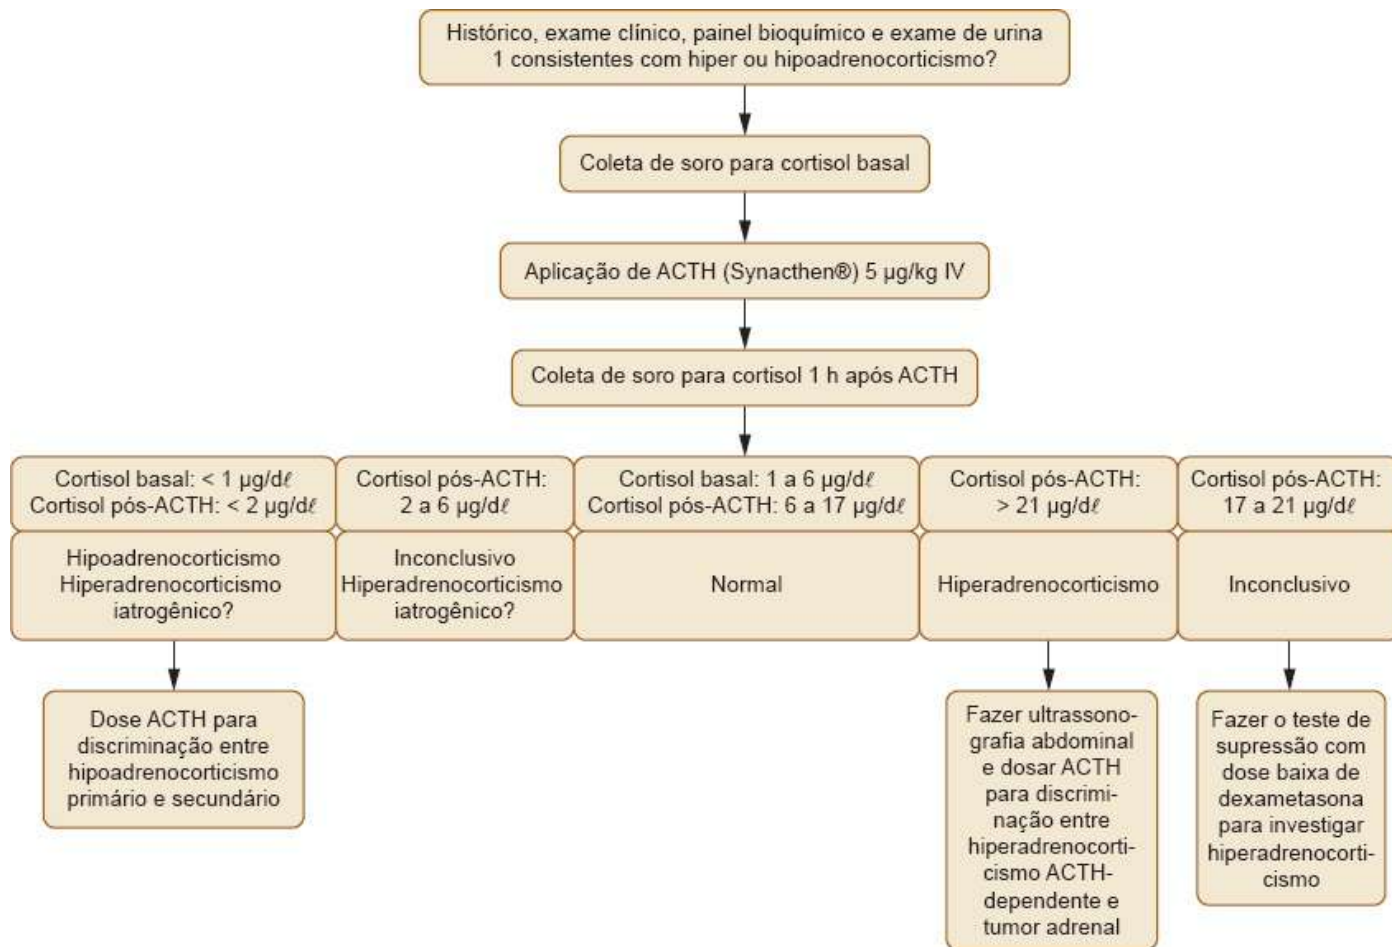 Histórico, exame clínico, painel bioquímico e exame de urina
1 consistentes com hiper ou hipoadrenocorticismo?
Coleta de soro para cortisol basal
Aplicação de ACTH (Synacthen®) 5 µg/kg IV
Coleta de soro para cortisol 1 h após ACTH
Cortisol basal: < 1 µg/dℓ
Cortisol pós-ACTH: < 2 µg/dℓ
Cortisol pós-ACTH:
2 a 6 µg/dℓ
Cortisol basal: 1 a 6 µg/dℓ
Cortisol pós-ACTH: 6 a 17 µg/dℓ
Cortisol pós-ACTH:
> 21 µg/dℓ
Cortisol pós-ACTH:
17 a 21 µg/dℓ
Hipoadrenocorticismo
Hiperadrenocorticismo
iatrogênico?
Inconclusivo
Hiperadrenocorticismo
iatrogênico?
Normal
Hiperadrenocorticismo
Inconclusivo
Dose ACTH para
discriminação entre
hipoadrenocorticismo
primário e secundário
Fazer ultrassono-
grafia abdominal
e dosar ACTH
para discrimi-
nação entre
hiperadrenocorti-
cismo ACTH-
dependente e
tumor adrenal
Fazer o teste de
supressão com
dose baixa de
dexametasona
para investigar
hiperadrenocorti-
cismo